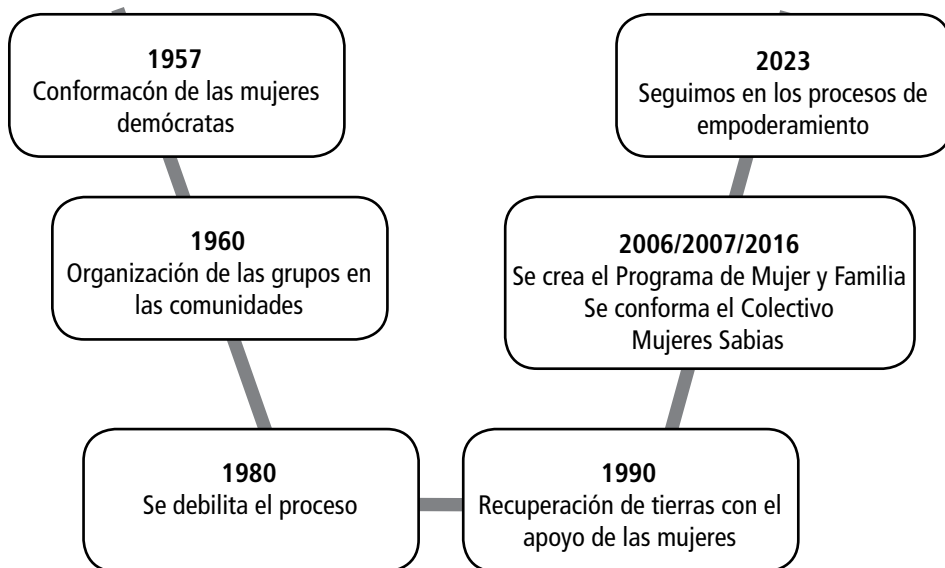 1957
Conformacón de las mujeres
demócratas
1960
Organización de las grupos en
las comunidades
1980
Se debilita el proceso
1990
Recuperación de tierras con el
apoyo de las mujeres
2006/2007/2016
Se crea el Programa de Mujer y Familia
Se conforma el Colectivo
Mujeres Sabias
2023
Seguimos en los procesos de
empoderamiento